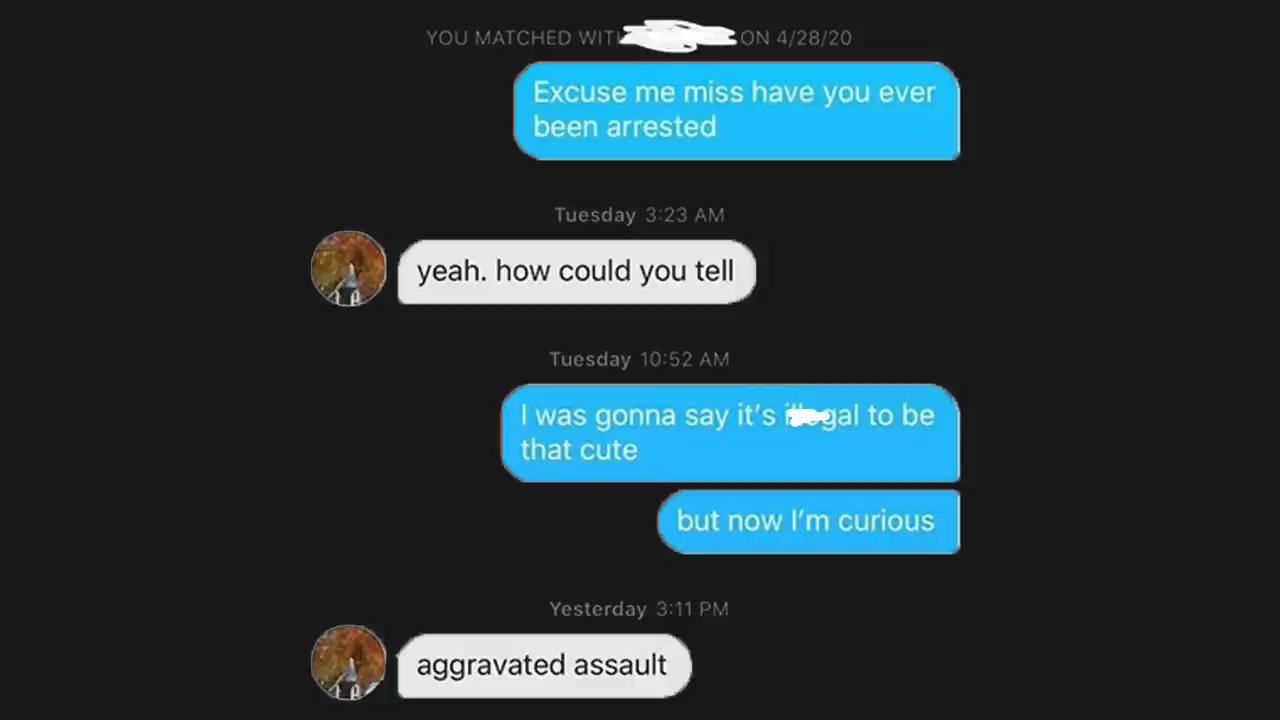 YOU MATCHED WITH ON 4/28/20
Excuse me miss have you ever
been arrested
Tuesday 3:23 AM
yeah. how could you tell
Tuesday 10:52 AM
I was gonna say it's illegal to be
that cute
but now I'm curious
Yesterday 3:11 PM
aggravated assault